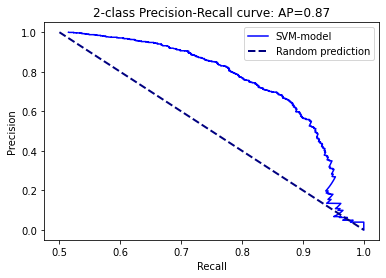 2-class Precision-Recall curve: AP=0.87
SVM-model
Random prediction
Precision
1.0
0.8
0.6
0.4
0.2
0.0
0.5 0.6 0.7 0.8 0.9 1.0
Recall